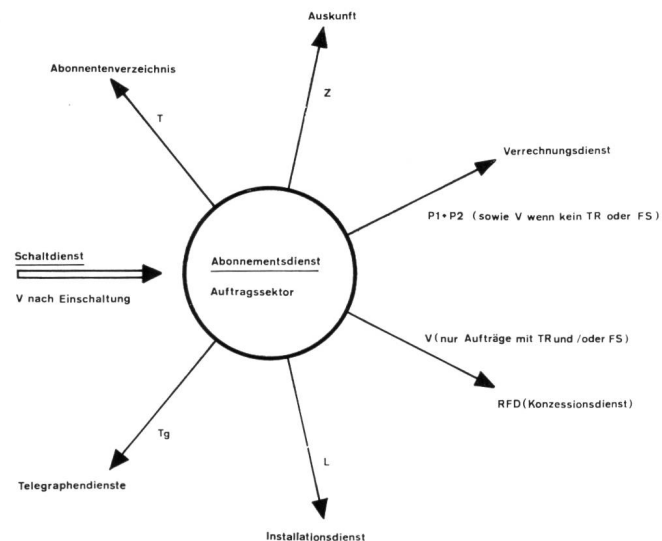 Auskunft
Abonnentenverzeichnis
Z
T
Verrechnungsdienst
P1+P2 (sowie V wenn kein TR oder FS)
Schaltdienst
V nach Einschaltung
Abonnementsdienst
Auftragssektor
V (nur Aufträge mit TR und /oder FS)
RFD (Konzessionsdienst)
Tg
L
Telegraphendienste
Installationsdienst